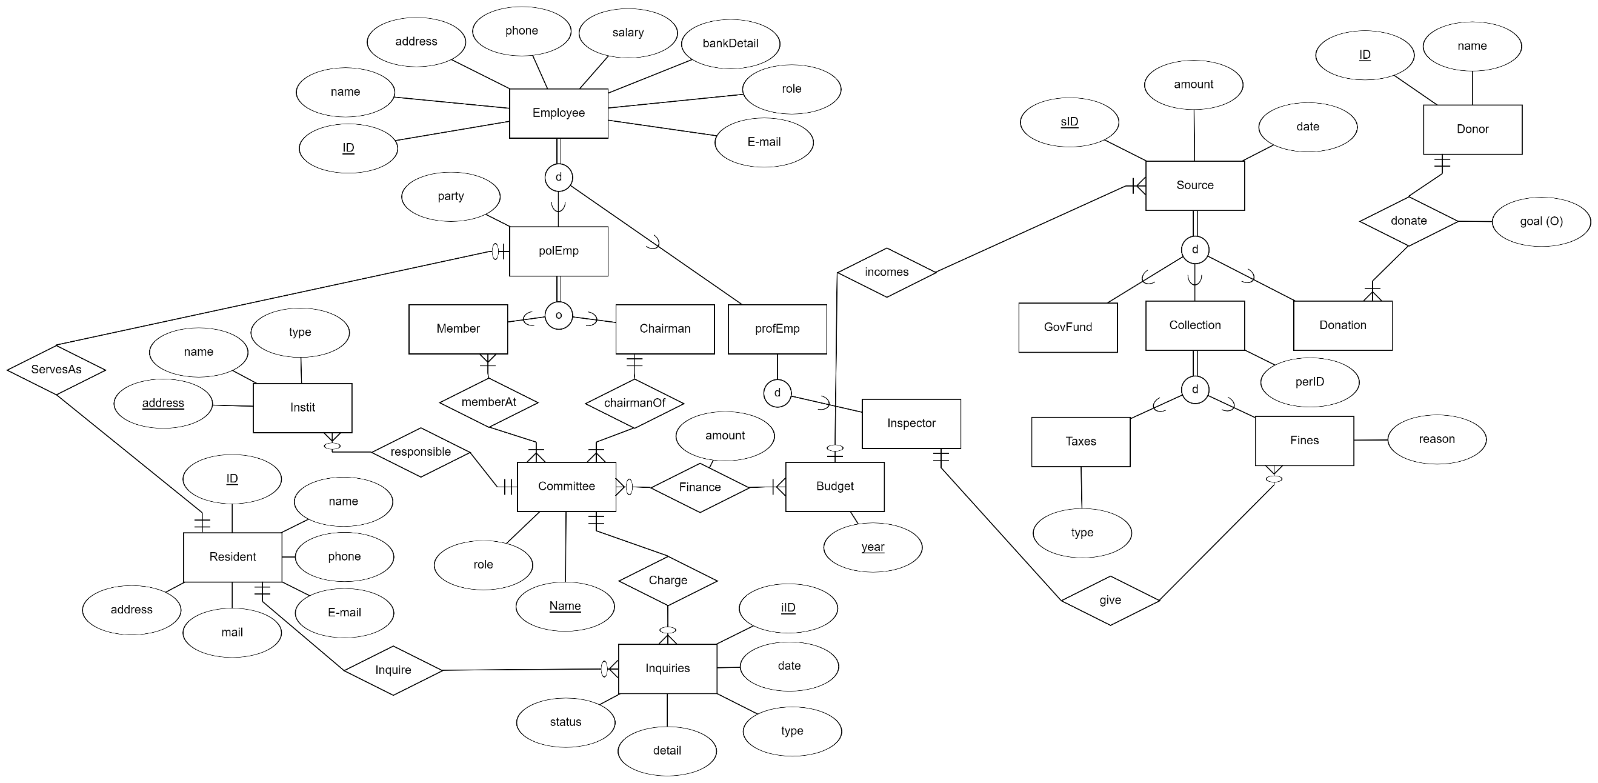 phone
salary
address
bankDetail
name
role
Employee
ID
E-mail
d
party
polEmp
o
Member
Chairman
profEmp
ServesAs
name
type
address
Instit
memberAt
chairmanOf
d
Inspector
responsible
amount
Committee
Finance
Budget
year
ID
name
Resident
phone
address
E-mail
mail
role
Name
Charge
iID
Inquire
Inquiries
date
status
detail
type
ID
name
amount
sID
date
Donor
Source
donate
goal (O)
incomes
d
GovFund
Collection
Donation
perID
d
Taxes
Fines
reason
type
give